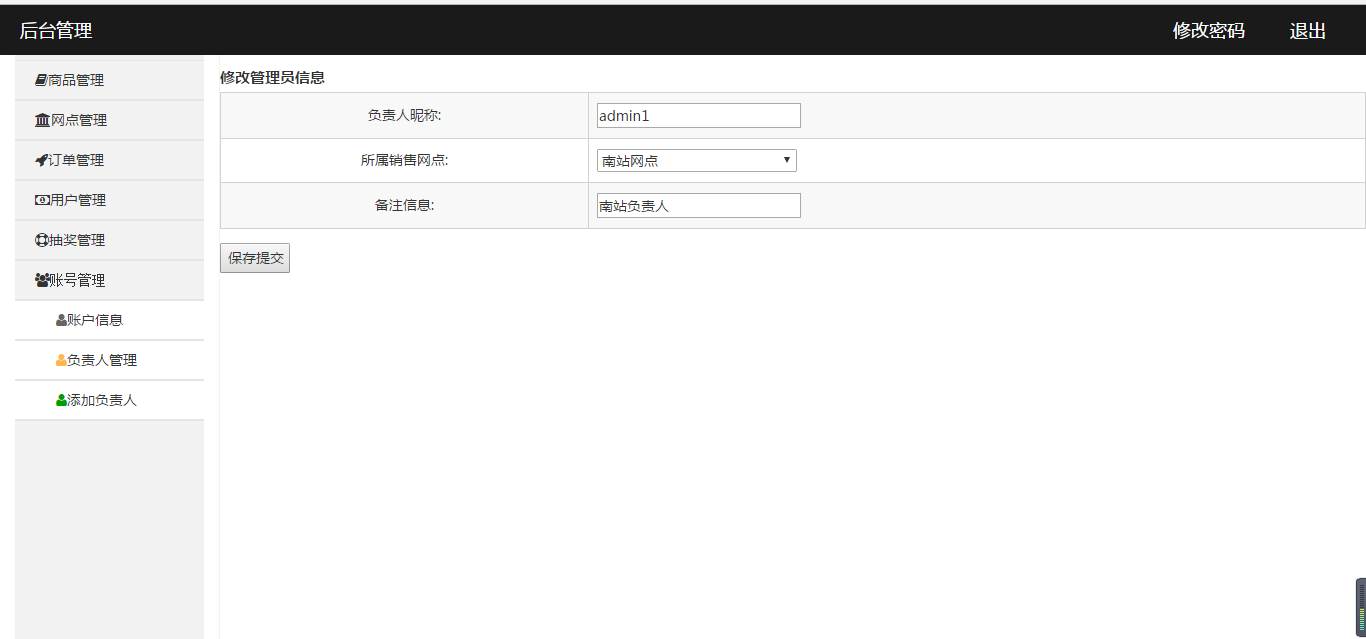 后台管理
修改密码
退出
商品管理
网点管理
订单管理
用户管理
抽奖管理
账号管理
账户信息
负责人管理
添加负责人
修改管理员信息
负责人昵称:
admin1
所属销售网点:
南站网点
备注信息:
南站负责人
保存提交